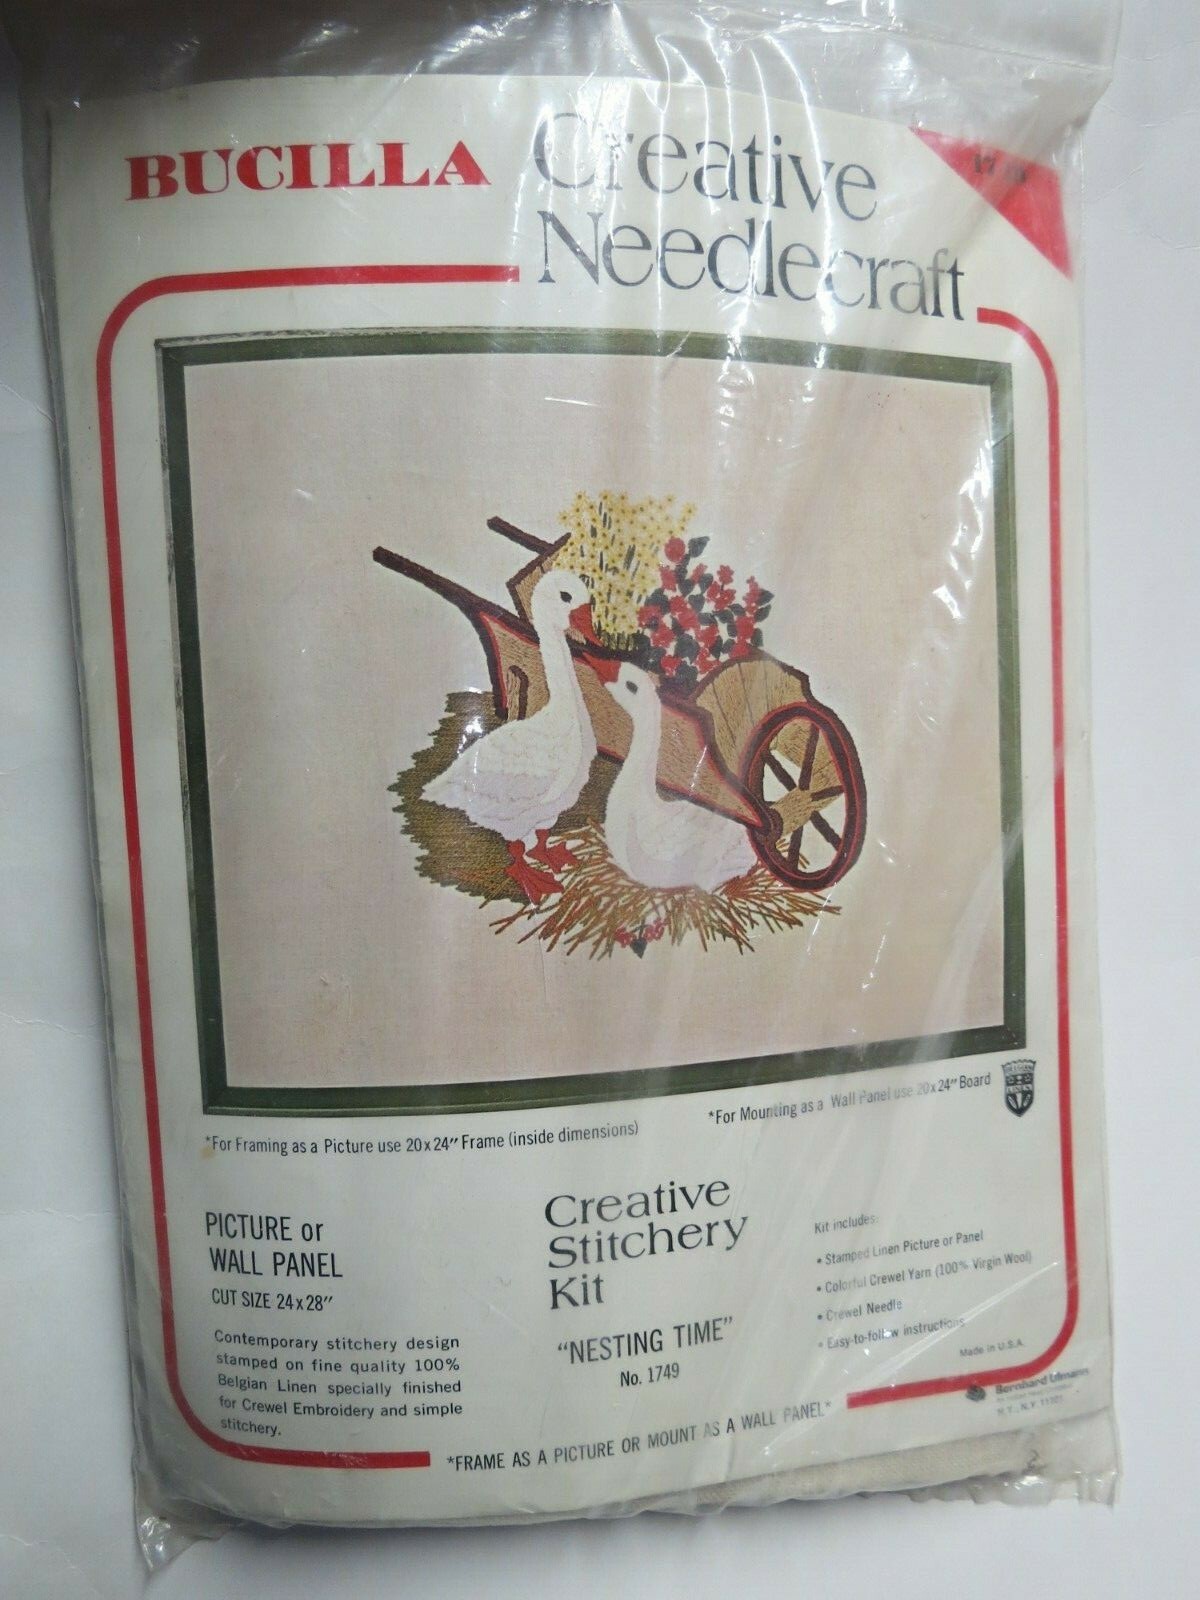 BUCILLA
Creative
Needlecraft
*For Framing as a Picture use 20x24" Frame (inside dimensions)
*For Mounting as a Wall Panel use 20x24" Board
PICTURE or
WALL PANEL
CUT SIZE 24x28"
Contemporary stitchery design
stamped on fine quality 100%
Belgian Linen specially finished
for Crewel Embroidery and simple
stitchery.
Creative
Stitchery
Kit
"NESTING TIME"
No. 1749
Kit includes:
• Stamped Linen Picture or Panel
• Colorful Crewel Yarn (100% Virgin Wool)
• Crewel Needle
• Easy-to-follow instructions
Made in U.S.A.
Bernhard Ulmann
N.Y., N.Y. 11101
*FRAME AS A PICTURE OR MOUNT AS A WALL PANEL*